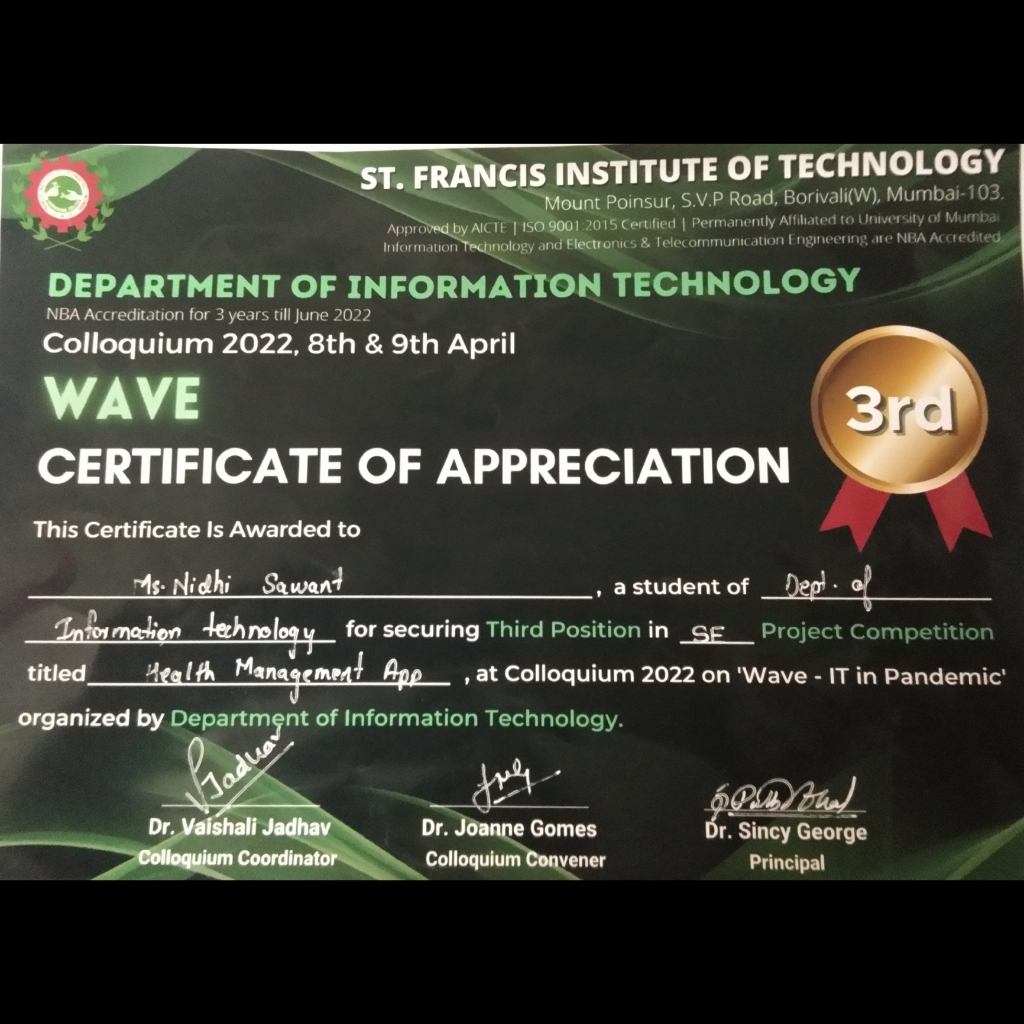 ST. FRANCIS INSTITUTE OF TECHNOLOGY
Mount Poinsur, S.V.P Road, Borivali(W), Mumbai-103.
Approved by AICTE | ISO 9001:2015 Certified | Permanently Affiliated to University of Mumbai
Information Technology and Electronics & Telecommunication Engineering are NBA Accredited.
DEPARTMENT OF INFORMATION TECHNOLOGY
NBA Accreditation for 3 years till June 2022
Colloquium 2022, 8th & 9th April
WAVE
3rd
CERTIFICATE OF APPRECIATION
This Certificate Is Awarded to
Ms. Nidhi Sawant, a student of Dept. of
Information technology for securing Third Position in SE Project Competition
titled Health Management App, at Colloquium 2022 on 'Wave - IT in Pandemic'
organized by Department of Information Technology.
VJadhav
Dr. Vaishali Jadhav Dr. Joanne Gomes Dr. Sincy George
Colloquium Coordinator Colloquium Convener Principal